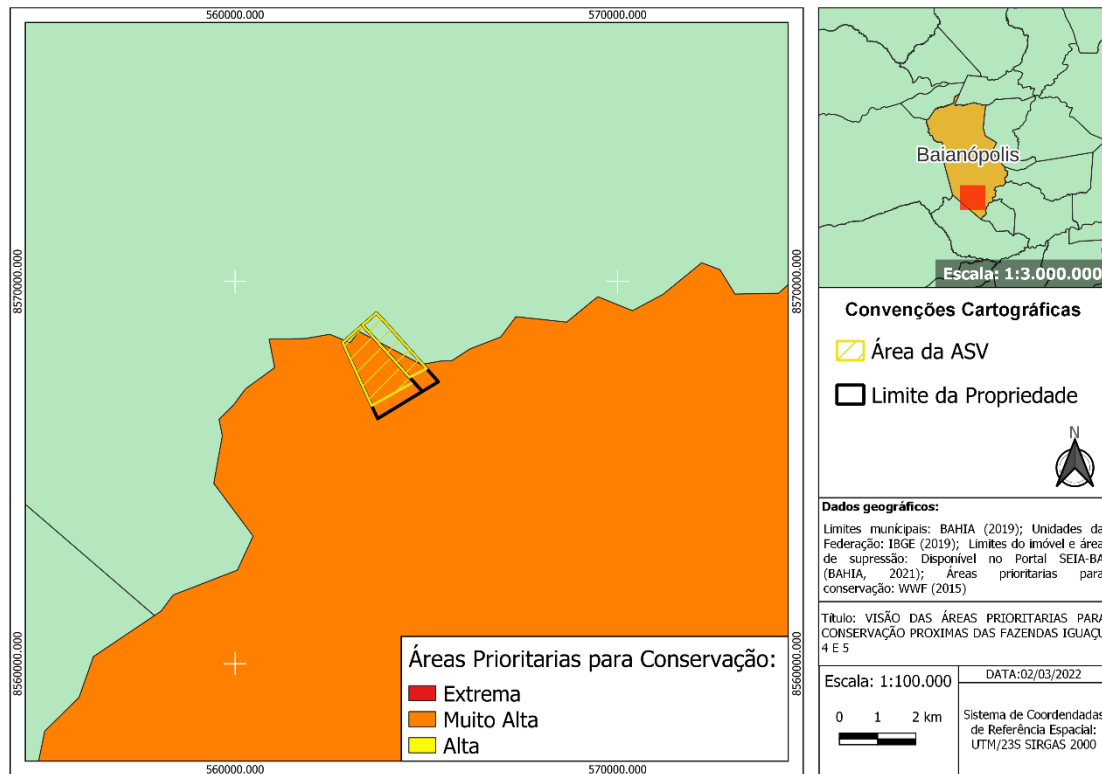 560000.000
570000.000
8570000.000
8570000.000
8560000.000
8560000.000
560000.000
570000.000
Áreas Prioritarias para Conservação:
Extrema
Muito Alta
Alta
Baianópolis
Escala: 1:3.000.000
Convenções Cartográficas
Área da ASV
Limite da Propriedade
N
Dados geográficos:
Limites munícipais: BAHIA (2019); Unidades da
Federação: IBGE (2019); Limites do imóvel e área
de supressão: Disponível no Portal SEIA-BA
(BAHIA, 2021); Áreas prioritarias para
conservação: WWF (2015)
Título: VISÃO DAS ÁREAS PRIORITARIAS PARA
CONSERVAÇÃO PROXIMAS DAS FAZENDAS IGUAÇU
4 E 5
Escala: 1:100.000
0 1 2 km
DATA:02/03/2022
Sistema de Coordendadas
de Referência Espacial:
UTM/23S SIRGAS 2000